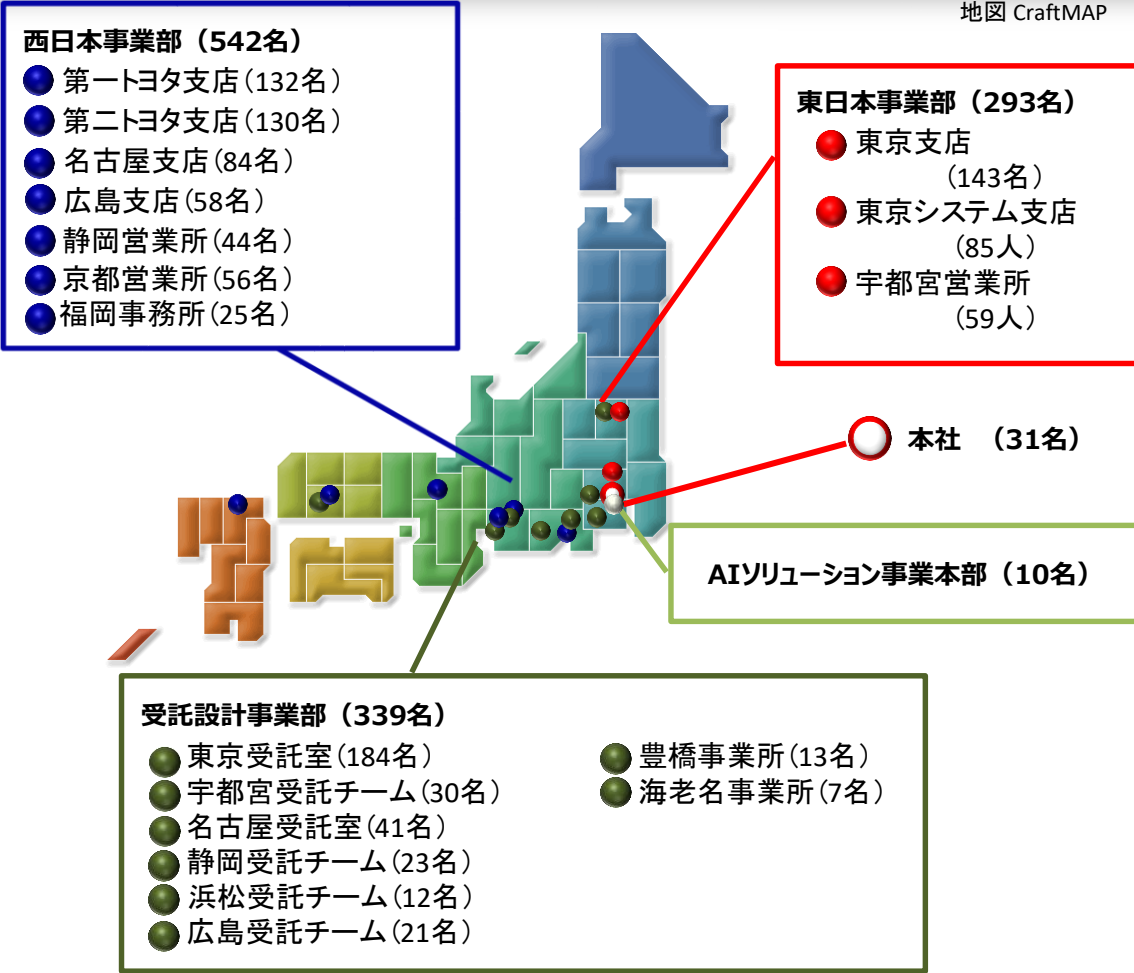 地図 CraftMAP
西日本事業部（542名）
第一トヨタ支店（132名）
第二トヨタ支店（130名）
名古屋支店（84名）
広島支店（58名）
静岡営業所（44名）
京都営業所（56名）
福岡事務所（25名）
東日本事業部（293名）
東京支店
（143名）
東京システム支店
（85人）
宇都宮営業所
（59人）
本社　（31名）
AIソリューション事業本部（10名）
受託設計事業部（339名）
東京受託室（184名）
宇都宮受託チーム（30名）
名古屋受託室（41名）
静岡受託チーム（23名）
浜松受託チーム（12名）
広島受託チーム（21名）
豊橋事業所（13名）
海老名事業所（7名）